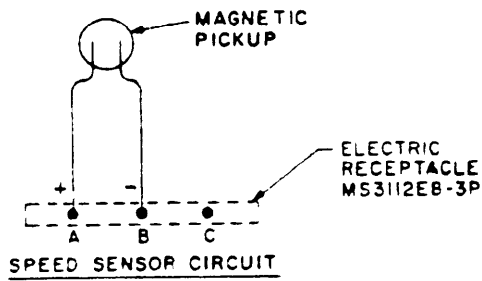 MAGNETIC
PICKUP
ELECTRIC
RECEPTACLE
MS3112E8-3P
+ -
A B C
SPEED SENSOR CIRCUIT